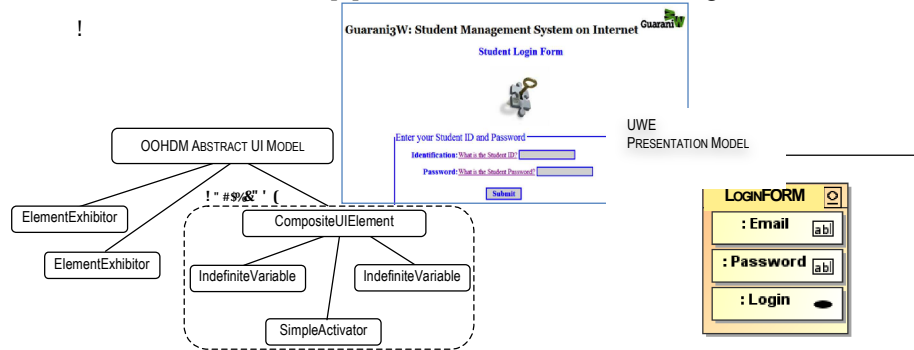 !
Guarani3W: Student Management System on Internet
Guarani
Student Login Form
Enter your Student ID and Password
Identification: What is the Student ID?
Password: What is the Student Password?
Submit
UWE
PRESENTATION MODEL
OOHDM ABSTRACT UI MODEL
! " # $%&" ' (
ElementExhibitor
ElementExhibitor
CompositeUIElement
IndefiniteVariable
IndefiniteVariable
SimpleActivator
LOGINFORM
: Email
ab
: Password
ab
: Login